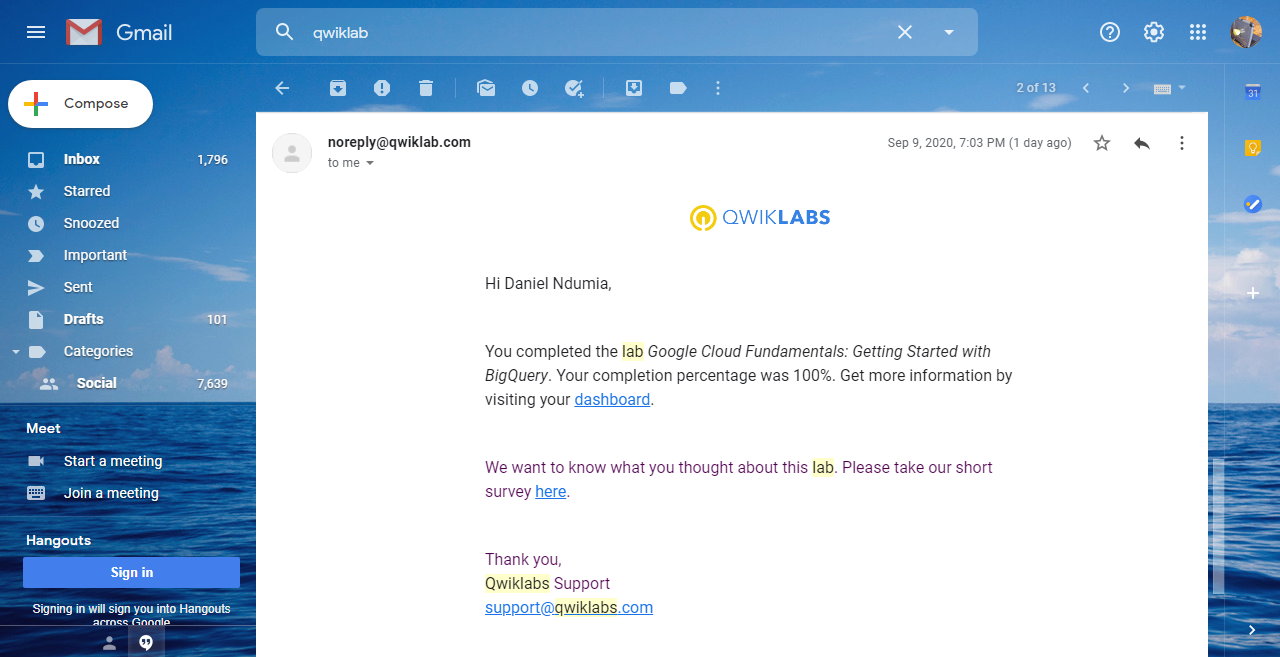 Gmail
qwiklab
Compose
2 of 13
31
Inbox 1,796
Starred
Snoozed
Important
Sent
Drafts 101
Categories
Social 7,639
Meet
Start a meeting
Join a meeting
Hangouts
Sign in
Signing in will sign you into Hangouts
across Google
noreply@qwiklab.com
Sep 9, 2020, 7:03 PM (1 day ago)
to me
QWIKLABS
Hi Daniel Ndumia,
You completed the lab Google Cloud Fundamentals: Getting Started with
BigQuery. Your completion percentage was 100%. Get more information by
visiting your dashboard.
We want to know what you thought about this lab. Please take our short
survey here.
Thank you,
Qwiklabs Support
support@qwiklabs.com